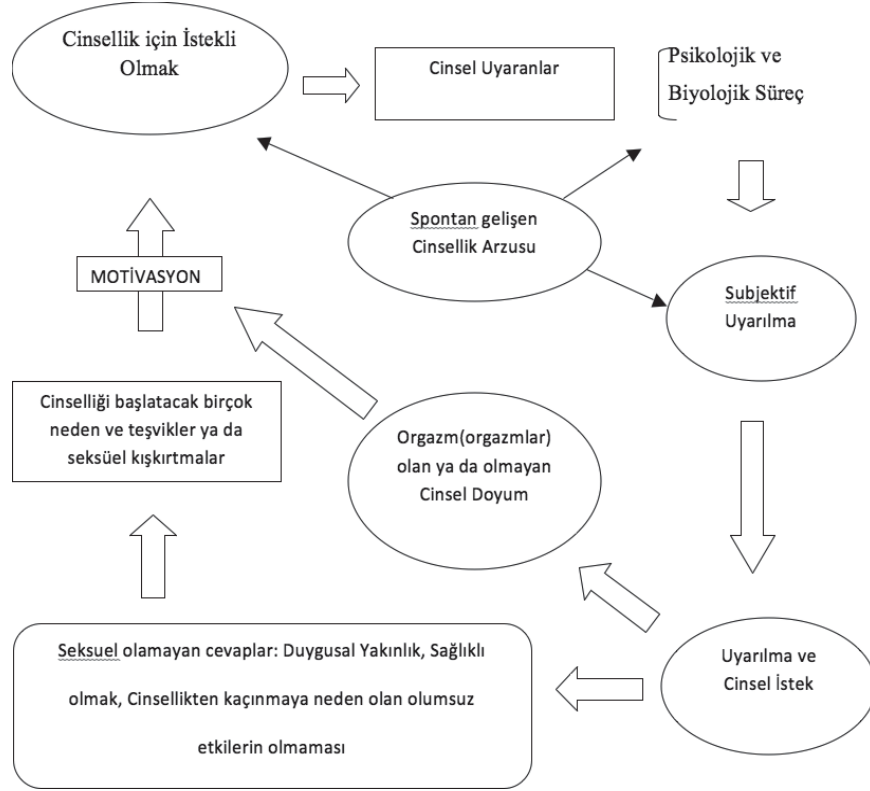 Cinsellik için İstekli
Olmak
Cinsel Uyaranlar
Psikolojik ve
Biyolojik Süreç
Spontan gelişen
Cinsellik Arzusu
MOTİVASYON
Subjektif
Uyarılma
Cinselliği başlatacak birçok
neden ve teşvikler ya da
seksüel kışkırtmalar
Orgazm(orgazmlar)
olan ya da olmayan
Cinsel Doyum
Seksuel olamayan cevaplar: Duygusal Yakınlık, Sağlıklı
olmak, Cinsellikten kaçınmaya neden olan olumsuz
etkilerin olmaması
Uyarılma ve
Cinsel İstek